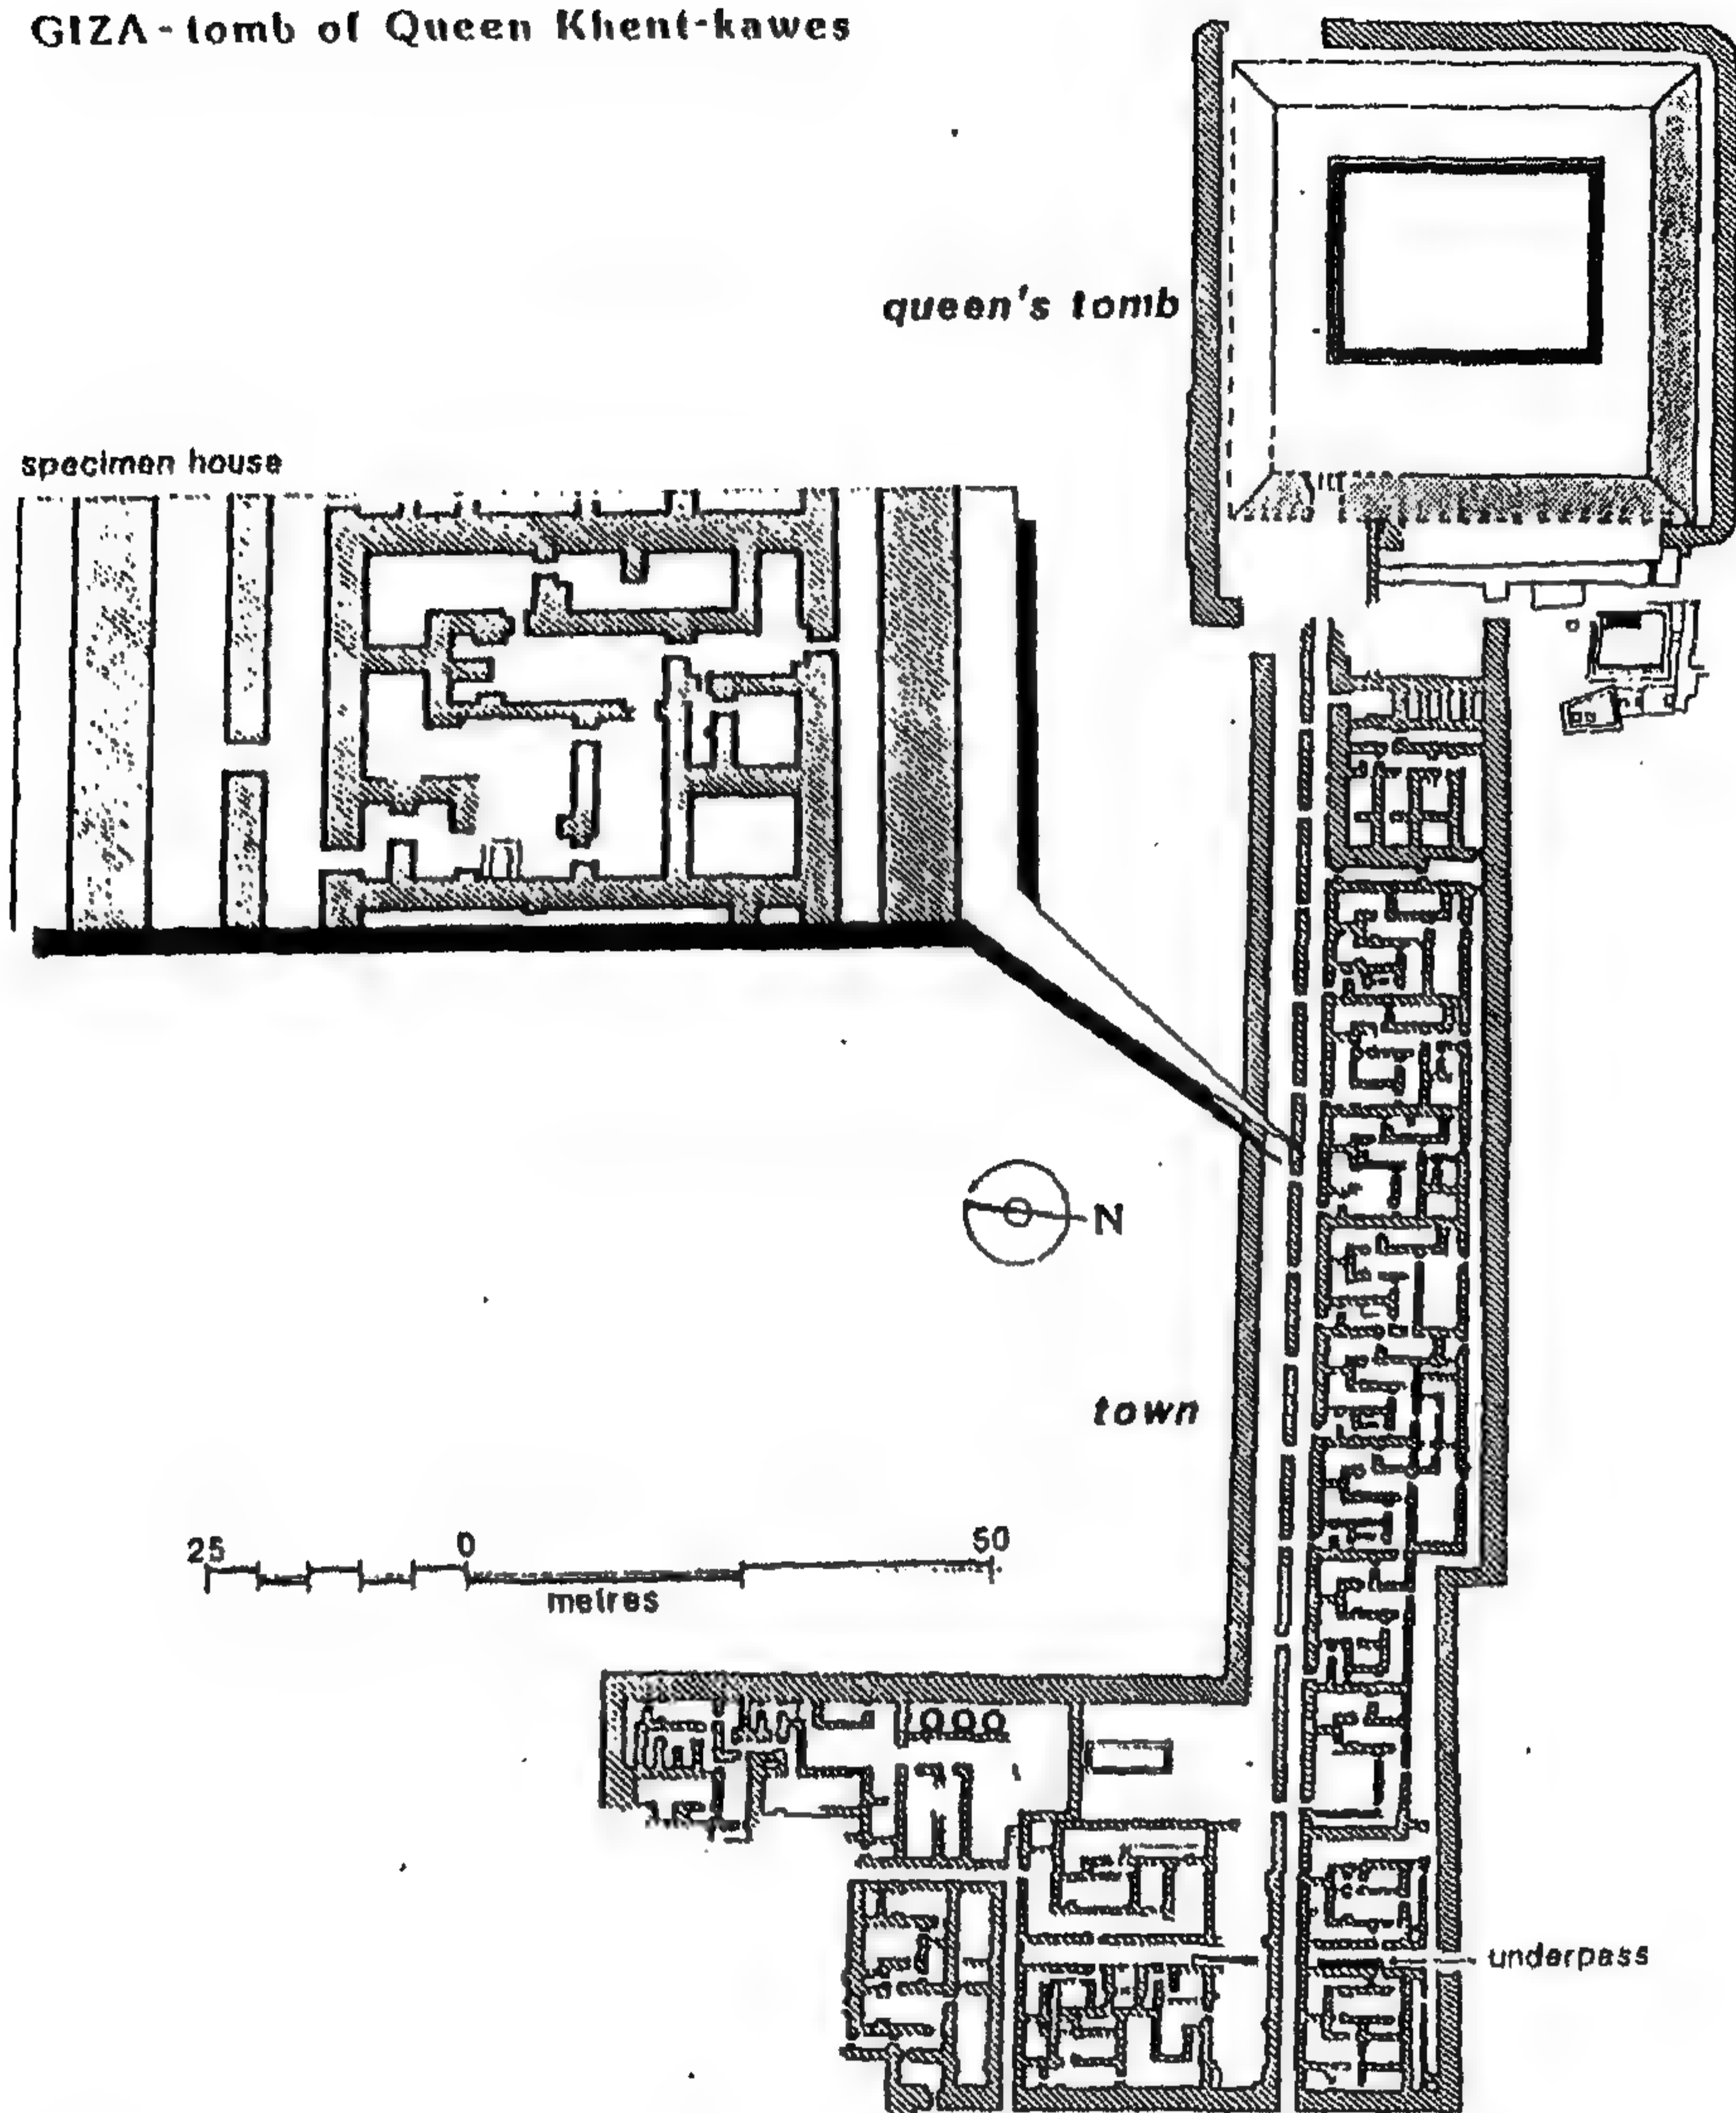 GIZA - tomb of Queen Khent-kawes
queen's tomb
specimen house
N
town
25 0 50
metres
underpass